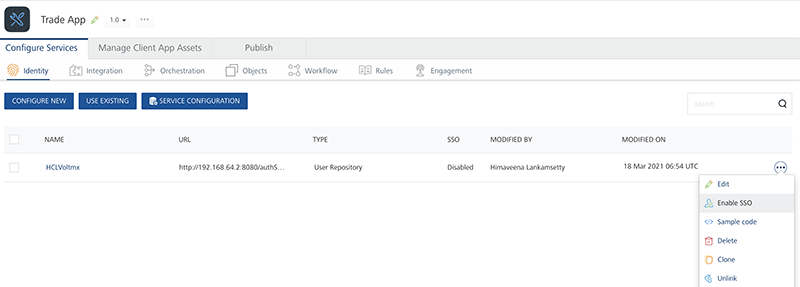 Trade App 1.0
Configure Services Manage Client App Assets Publish
Identity Integration Orchestration Objects Workflow Rules Engagement
CONFIGURE NEW USE EXISTING SERVICE CONFIGURATION search
NAME URL TYPE SSO MODIFIED BY MODIFIED ON
HCLVoltmx http://192.168.64.2:8080/authS... User Repository Disabled Himaveena Lankamsetty 18 Mar 2021 06:54 UTC
Edit
Enable SSO
Sample code
Delete
Clone
Unlink